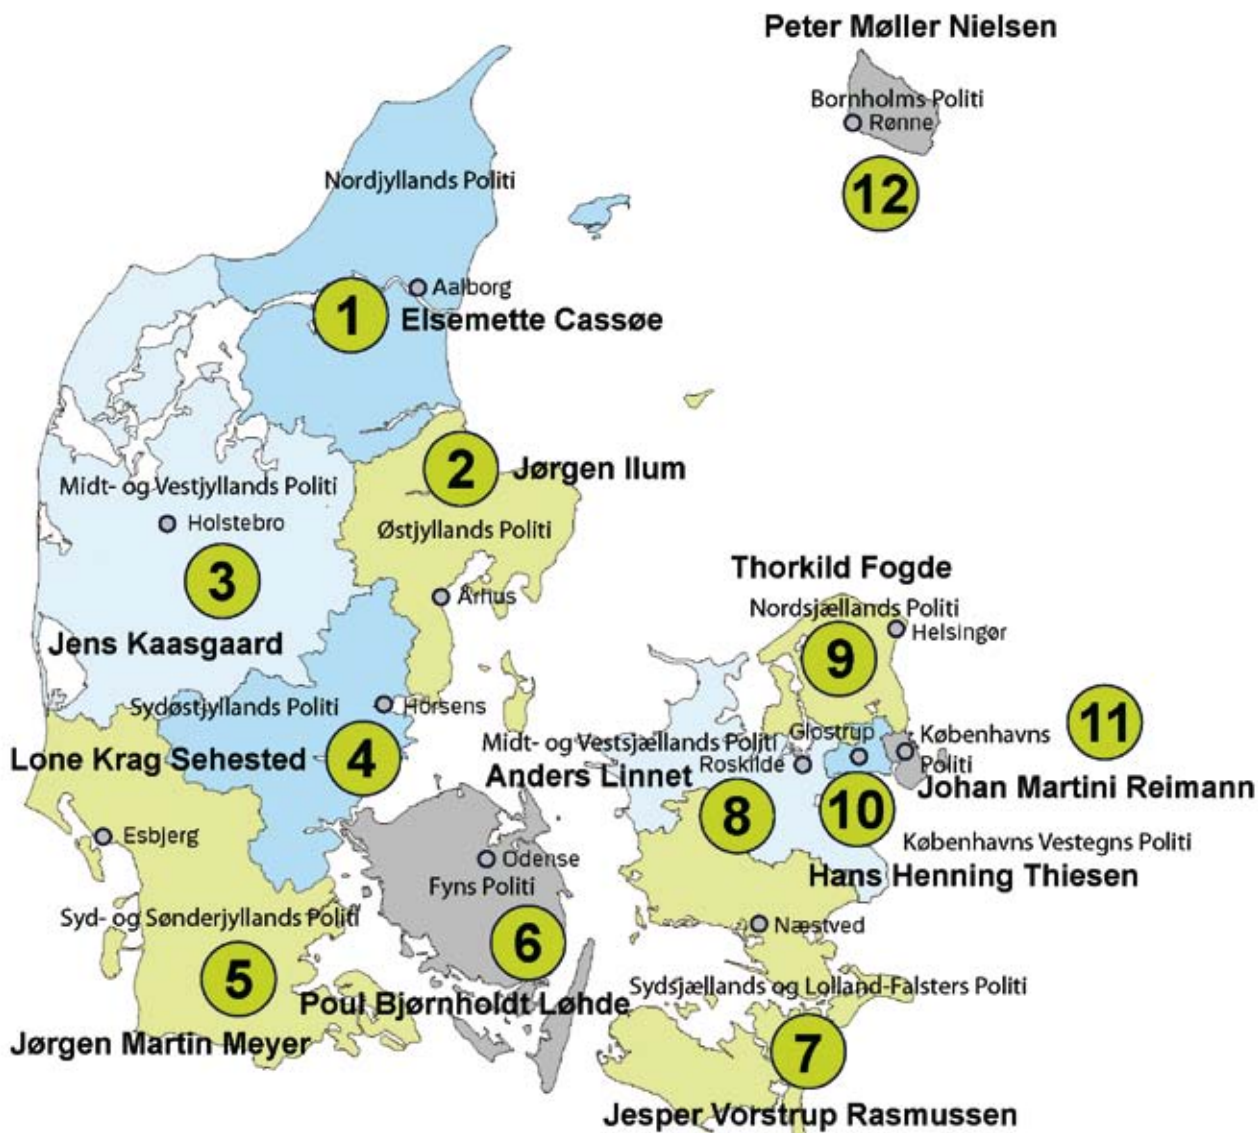 Peter Møller Nielsen
Bornholms Politi
Rønne
12
Nordjyllands Politi
Aalborg
1
Elsemette Cassøe
2
Jørgen Ilum
Midt- og Vestjyllands Politi
Holstebro
Østjyllands Politi
3
Århus
Jens Kaasgaard
Thorkild Fogde
Nordsjællands Politi
Helsingør
9
Sydøstjyllands Politi
Horsens
4
Lone Krag Sehested
11
Glostrup
Københavns
Politi
Midt- og Vestsjællands Politi
Roskilde
Anders Linnet
Johan Martini Reimann
8
10
Københavns Vestegns Politi
Hans Henning Thiesen
Esbjerg
Odense
Fyns Politi
Syd- og Sønderjyllands Politi
6
Næstved
5
Poul Bjørnholdt Løhde
Sydsjællands og Lolland-Falsters Politi
Jørgen Martin Meyer
7
Jesper Vorstrup Rasmussen